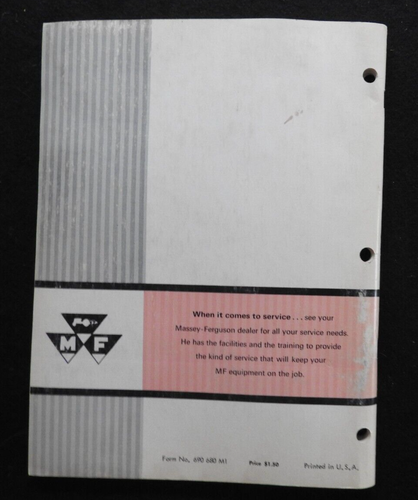 When it comes to service . . . see your
Massey-Ferguson dealer for all your service needs.
He has the facilities and the training to provide
the kind of service that will keep your
MF equipment on the job.
M F
Form No. 690 680 M1 Price $1.50 Printed in U.S.A.